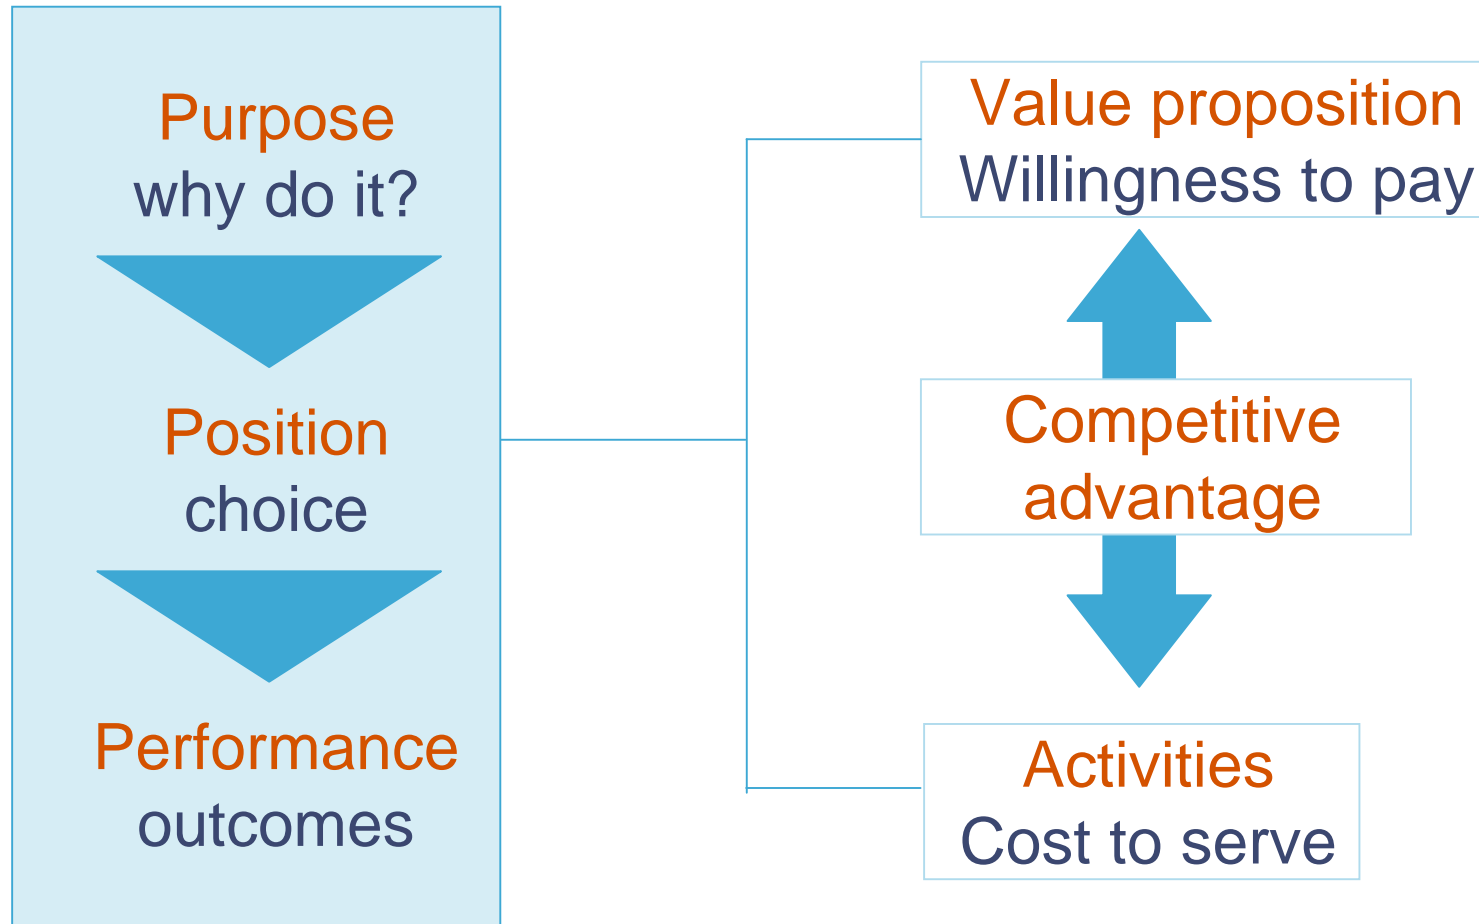 Purpose
why do it?
Position
choice
Performance
outcomes
Value proposition
Willingness to pay
Competitive
advantage
Activities
Cost to serve